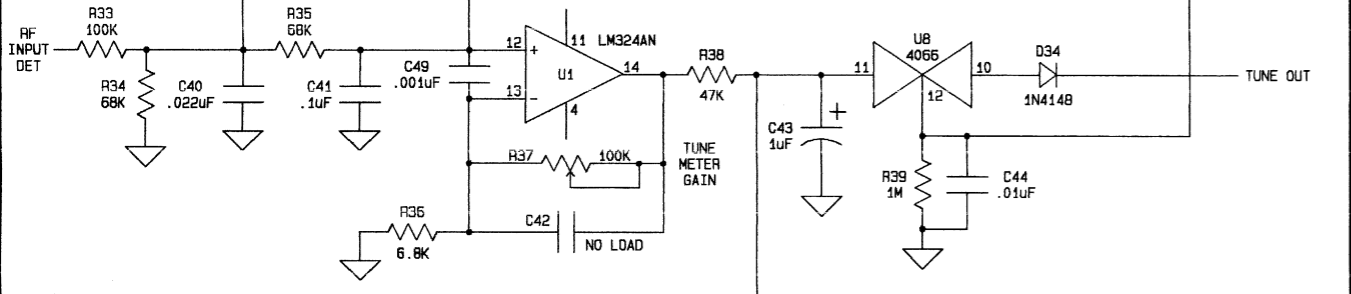 RF
INPUT
DET
R33
100K
R34
68K
C40
.022uF
R35
68K
C41
.1uF
C49
.001uF
12
+
13
-
11
LM324AN
U1
14
4
R37
100K
TUNE
METER
GAIN
R36
6.8K
C42
NO LOAD
R38
47K
C43
1uF
+
11
U8
4066
10
12
D34
1N4148
TUNE OUT
R39
1M
C44
.01uF